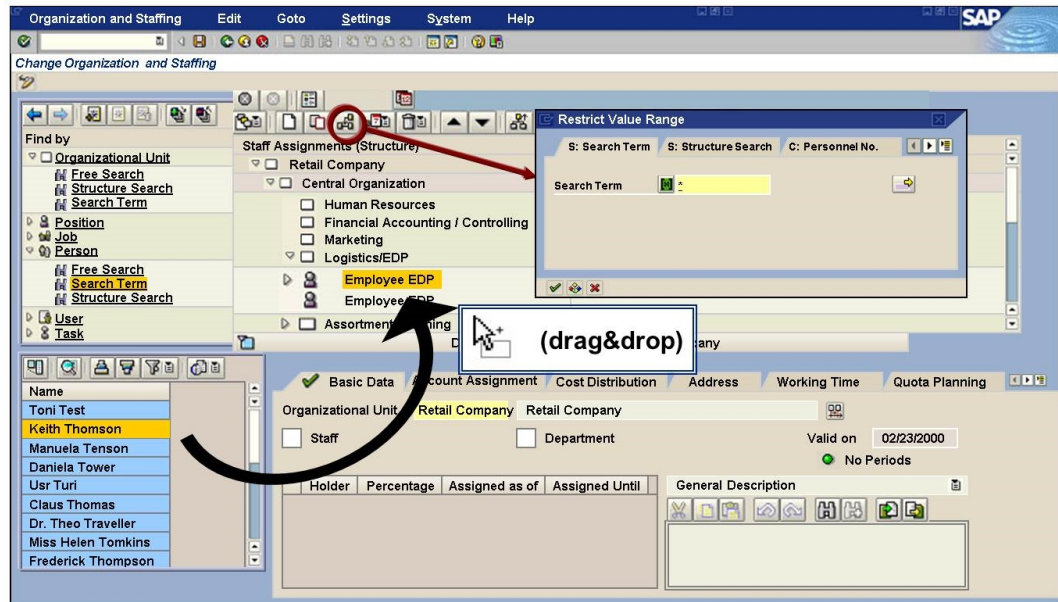 Organization and Staffing Edit Goto Settings System Help
SAP
Change Organization and Staffing
Find by
Organizational Unit
Free Search
Structure Search
Search Term
Position
Job
Person
Free Search
Search Term
Structure Search
User
Task
Staff Assignments (Structure)
Retail Company
Central Organization
Human Resources
Financial Accounting / Controlling
Marketing
Logistics/EDP
Employee EDP
Employee EDP
Restrict Value Range
S: Search Term S: Structure Search C: Personnel No.
Search Term *
(drag&drop)
Name
Toni Test
Keith Thomson
Manuela Tenson
Daniela Tower
Usr Turi
Claus Thomas
Dr. Theo Traveller
Miss Helen Tomkins
Frederick Thompson
Basic Data Account Assignment Cost Distribution Address Working Time Quota Planning
Organizational Unit Retail Company Retail Company
Staff Department Valid on 02/23/2000
No Periods
Holder Percentage Assigned as of Assigned Until
General Description